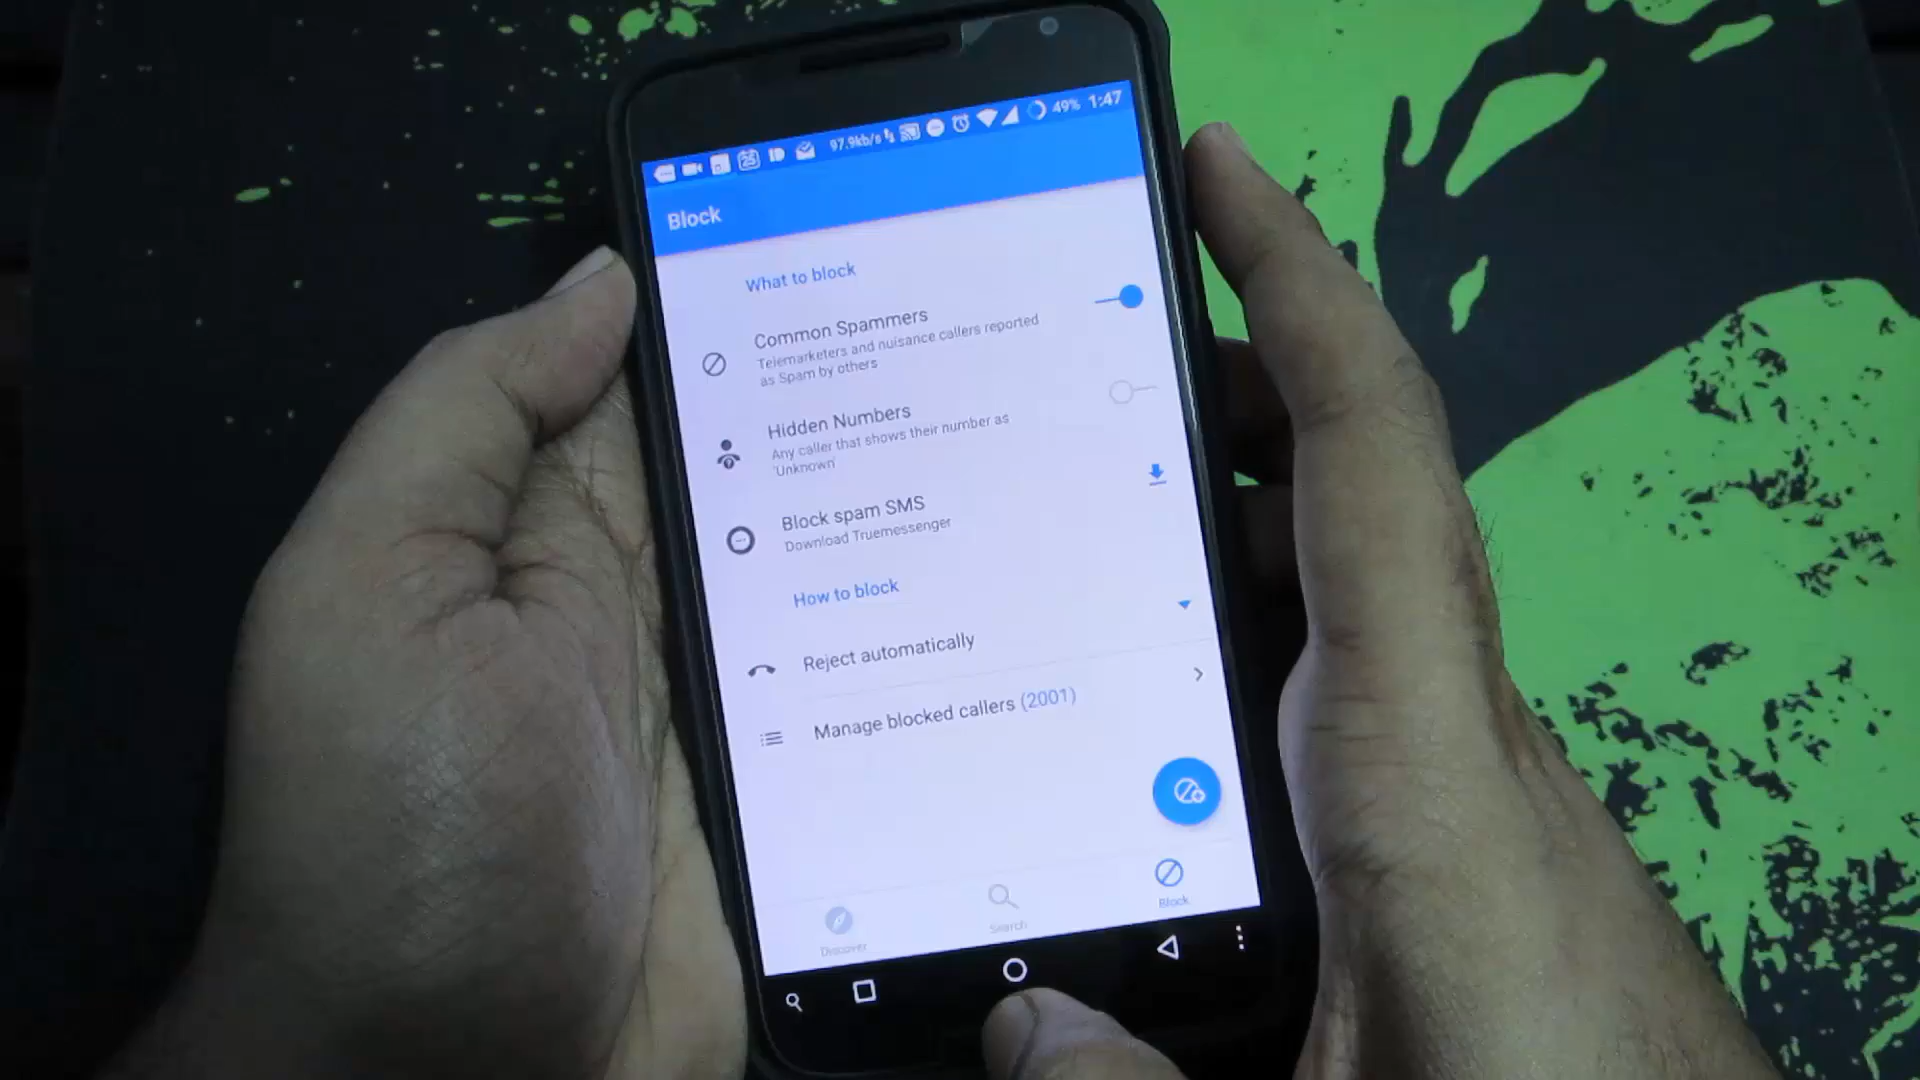 97.9kb/s 49% 1:47
25
Block
What to block
Common Spammers
Telemarketers and nuisance callers reported
as Spam by others
Hidden Numbers
Any caller that shows their number as
'Unknown'
Block spam SMS
Download Truemessenger
How to block
Reject automatically
Manage blocked callers (2001)
Discover
Search
Block